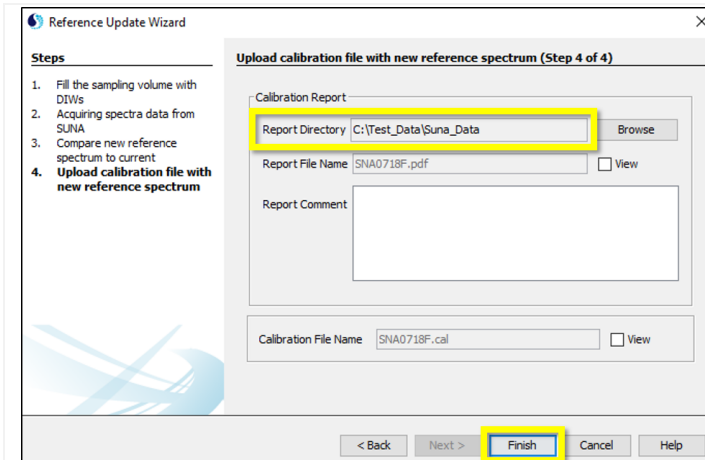 Reference Update Wizard
Steps
1. Fill the sampling volume with
DIWs
2. Acquiring spectra data from
SUNA
3. Compare new reference
spectrum to current
4. Upload calibration file with
new reference spectrum
Upload calibration file with new reference spectrum (Step 4 of 4)
Calibration Report
Report Directory C:\Test_Data\Suna_Data Browse
Report File Name SNA0718F.pdf View
Report Comment
Calibration File Name SNA0718F.cal View
< Back Next > Finish Cancel Help